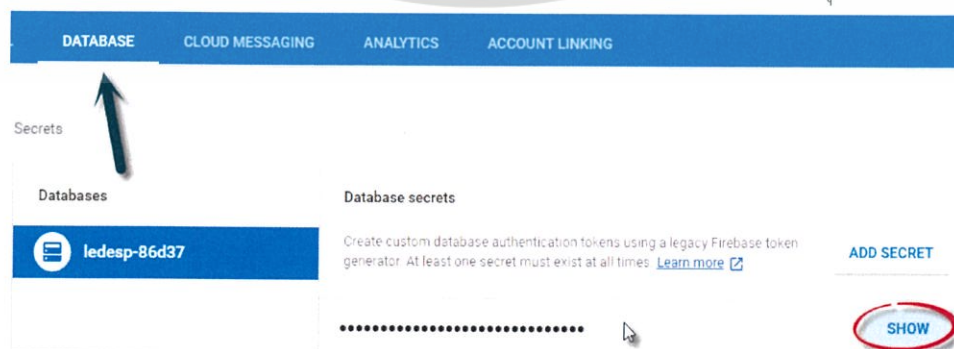 DATABASE CLOUD MESSAGING ANALYTICS ACCOUNT LINKING
Secrets
Databases
ledesp-86d37
Database secrets
Create custom database authentication tokens using a legacy Firebase token
generator. At least one secret must exist at all times. Learn more
ADD SECRET
••••••••••••••••••••••••••••••
SHOW